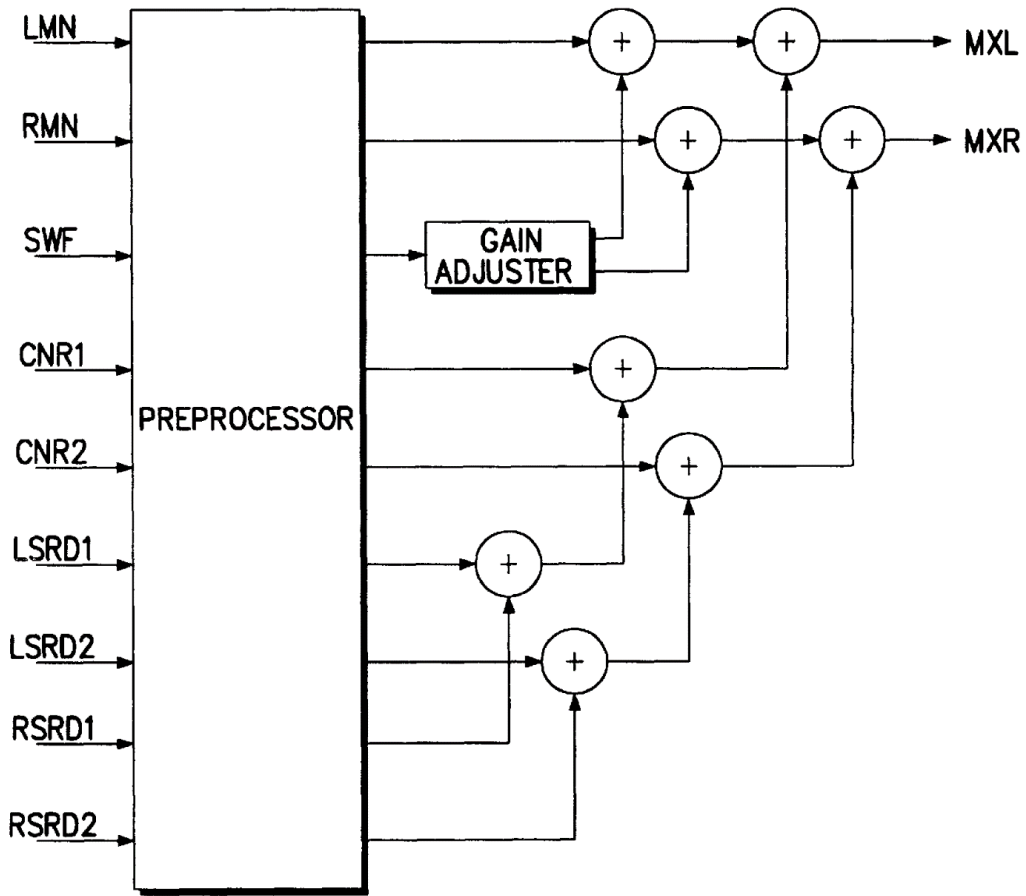 LMN
MXL
RMN
MXR
SWF
GAIN
ADJUSTER
CNR1
PREPROCESSOR
CNR2
LSRD1
LSRD2
RSRD1
RSRD2
+
+
+
+
+
+
+
+